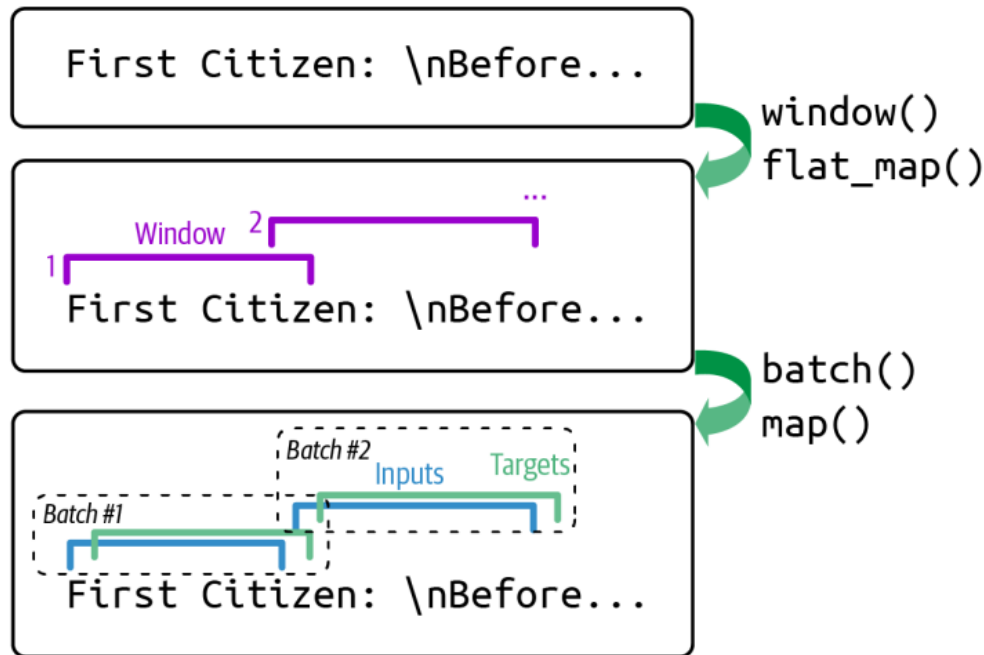 First Citizen: \nBefore...
window()
flat_map()
...
Window 2
1
First Citizen: \nBefore...
batch()
map()
Batch #2
Inputs Targets
Batch #1
First Citizen: \nBefore...